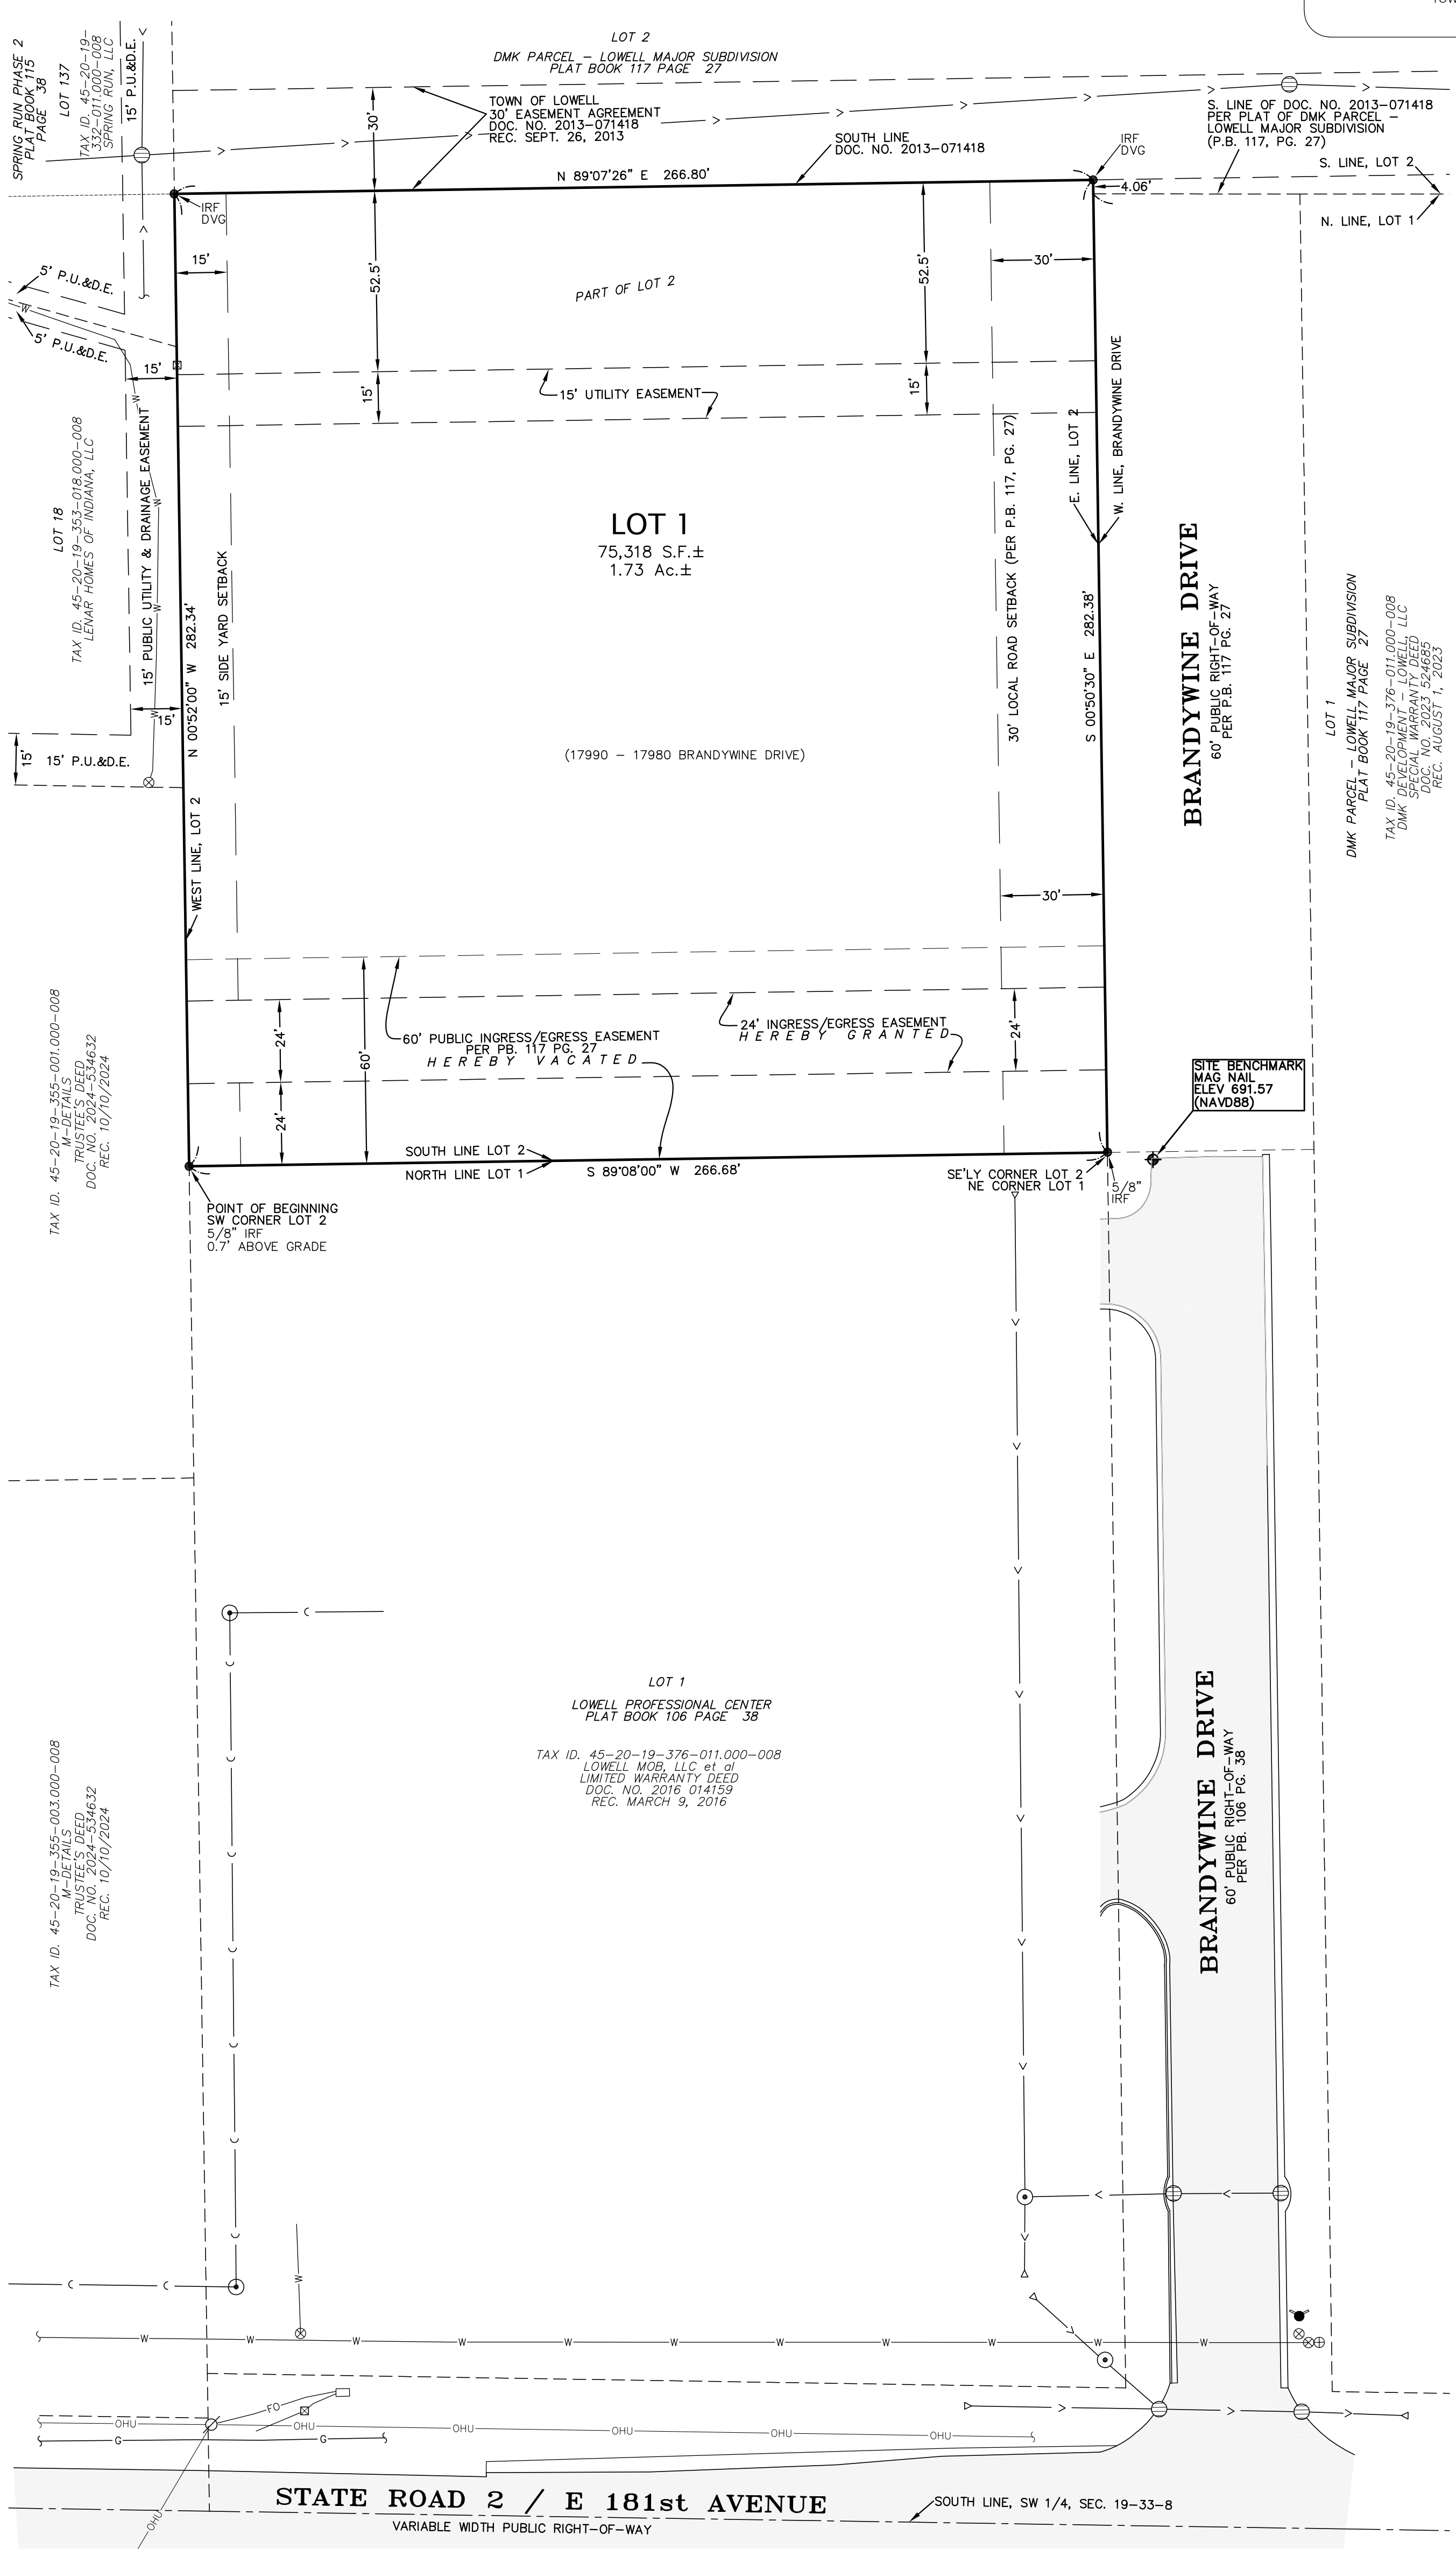 LOT 2
DMK PARCEL – LOWELL MAJOR SUBDIVISION
PLAT BOOK 117 PAGE 27
SPRING RUN PHASE 2
PLAT BOOK 115
PAGE 38
LOT 137
TAX ID. 45-20-19-
332-011.000-008
SPRING RUN, LLC
15' P.U.&D.E.
30'
TOWN OF LOWELL
30' EASEMENT AGREEMENT
DOC. NO. 2013-071418
REC. SEPT. 26, 2013
SOUTH LINE
DOC. NO. 2013-071418
N 89°07'26" E 266.80'
IRF
DVG
S. LINE OF DOC. NO. 2013-071418
PER PLAT OF DMK PARCEL –
LOWELL MAJOR SUBDIVISION
(P.B. 117, PG. 27)
S. LINE, LOT 2
4.06'
N. LINE, LOT 1
IRF
DVG
15'
52.5'
PART OF LOT 2
52.5'
30'
5' P.U.&D.E.
5' P.U.&D.E.
W
15'
15'
15' UTILITY EASEMENT
15'
LOT 18
TAX ID. 45-20-19-353-018.000-008
LENAR HOMES OF INDIANA, LLC
15' PUBLIC UTILITY & DRAINAGE EASEMENT
W
W
W
W
15'
N 00°52'00" W 282.34'
15' SIDE YARD SETBACK
WEST LINE, LOT 2
15'
15' P.U.&D.E.
LOT 1
75,318 S.F.±
1.73 Ac.±
(17990 – 17980 BRANDYWINE DRIVE)
30' LOCAL ROAD SETBACK (PER P.B. 117, PG. 27)
E. LINE, LOT 2
W. LINE, BRANDYWINE DRIVE
S 00°50'30" E 282.38'
30'
BRANDYWINE DRIVE
60' PUBLIC RIGHT-OF-WAY
PER P.B. 117 PG. 27
LOT 1
DMK PARCEL – LOWELL MAJOR SUBDIVISION
PLAT BOOK 117 PAGE 27
TAX ID. 45-20-19-376-011.000-008
DMK DEVELOPMENT – LOWELL, LLC
SPECIAL WARRANTY DEED
DOC. NO. 2023 524685
REC. AUGUST 1, 2023
TAX ID. 45-20-19-355-001.000-008
M-DETAILS
TRUSTEE'S DEED
DOC. NO. 2024-534632
REC. 10/10/2024
24'
24'
60'
60' PUBLIC INGRESS/EGRESS EASEMENT
PER PB. 117 PG. 27
HEREBY VACATED
24' INGRESS/EGRESS EASEMENT
HEREBY GRANTED
24'
SITE BENCHMARK
MAG NAIL
ELEV 691.57
(NAVD88)
SOUTH LINE LOT 2
NORTH LINE LOT 1
S 89°08'00" W 266.68'
SE'LY CORNER LOT 2
NE CORNER LOT 1
5/8"
IRF
POINT OF BEGINNING
SW CORNER LOT 2
5/8" IRF
0.7' ABOVE GRADE
LOT 1
LOWELL PROFESSIONAL CENTER
PLAT BOOK 106 PAGE 38
TAX ID. 45-20-19-376-011.000-008
LOWELL MOB, LLC et al
LIMITED WARRANTY DEED
DOC. NO. 2016 014159
REC. MARCH 9, 2016
TAX ID. 45-20-19-355-003.000-008
M-DETAILS
TRUSTEE'S DEED
DOC. NO. 2024-534632
REC. 10/10/2024
BRANDYWINE DRIVE
60' PUBLIC RIGHT-OF-WAY
PER PB. 106 PG. 38
W
W W W W W W W W W W W
FO
OHU OHU OHU OHU OHU OHU
G G
OHU
STATE ROAD 2 / E 181st AVENUE
VARIABLE WIDTH PUBLIC RIGHT-OF-WAY
SOUTH LINE, SW 1/4, SEC. 19-33-8